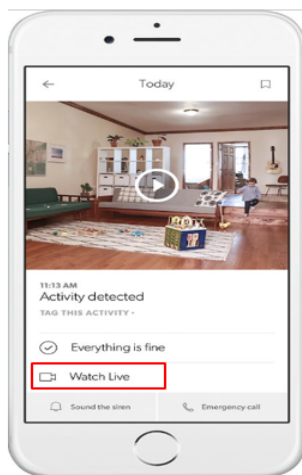 Today
11:13 AM
Activity detected
TAG THIS ACTIVITY
Everything is fine
Watch Live
Sound the siren
Emergency call